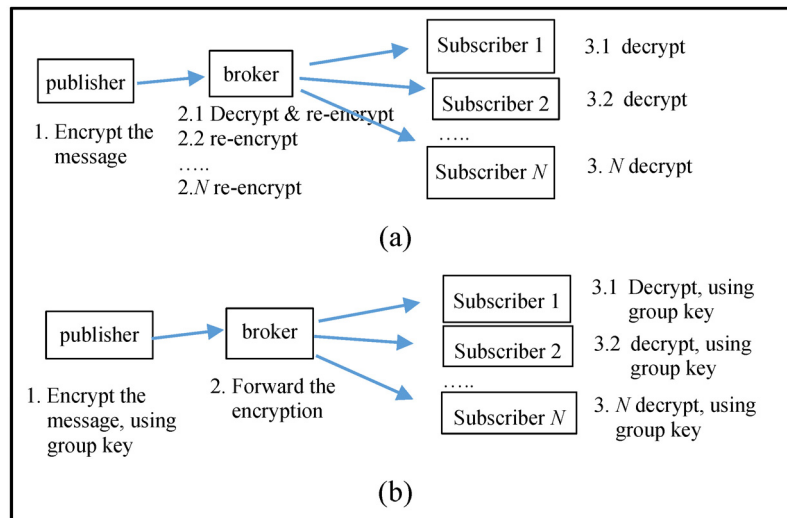 publisher
1. Encrypt the
message
broker
2.1 Decrypt & re-encrypt
2.2 re-encrypt
…..
2.N re-encrypt
Subscriber 1
3.1 decrypt
Subscriber 2
3.2 decrypt
…..
Subscriber N
3. N decrypt
(a)
publisher
1. Encrypt the
message, using
group key
broker
2. Forward the
encryption
Subscriber 1
3.1 Decrypt, using
group key
Subscriber 2
3.2 decrypt, using
group key
…..
Subscriber N
3. N decrypt, using
group key
(b)